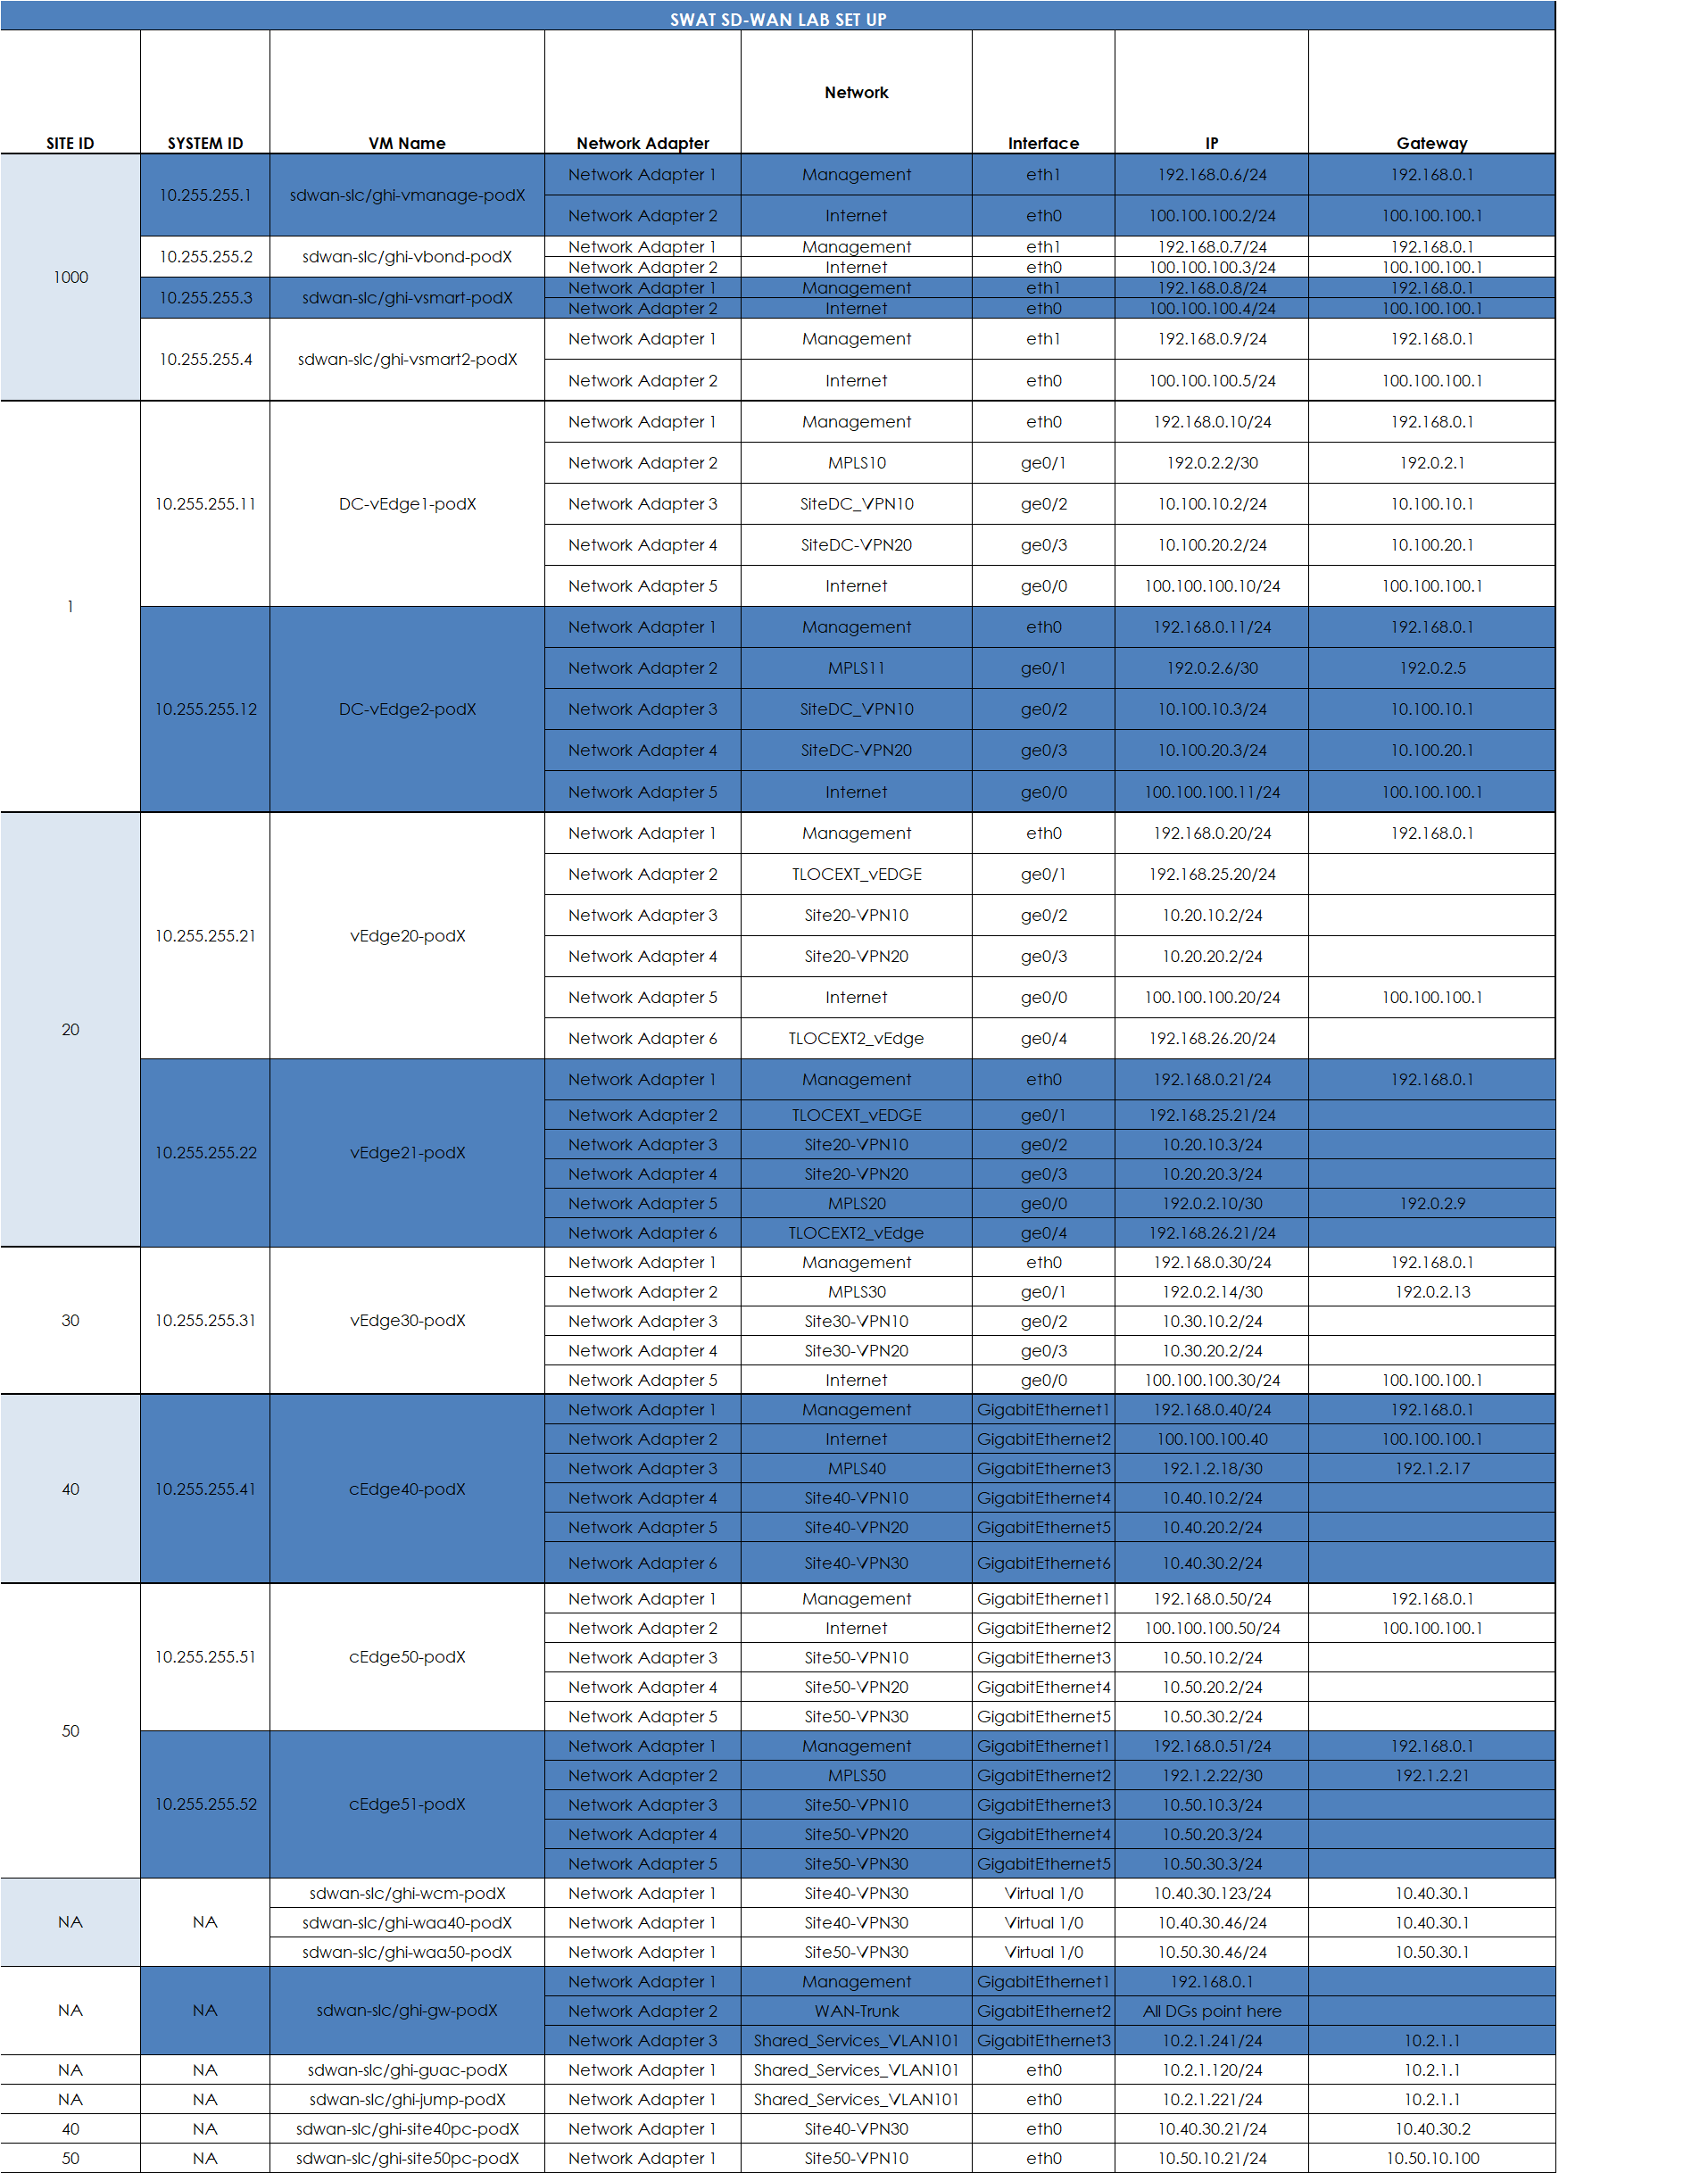 SWAT SD-WAN LAB SET UP
SITE ID SYSTEM ID VM Name Network Adapter Network Interface IP Gateway
1000
10.255.255.1 sdwan-slc/ghi-vmanage-podX
Network Adapter 1 Management eth1 192.168.0.6/24 192.168.0.1
Network Adapter 2 Internet eth0 100.100.100.2/24 100.100.100.1
10.255.255.2 sdwan-slc/ghi-vbond-podX
Network Adapter 1 Management eth1 192.168.0.7/24 192.168.0.1
Network Adapter 2 Internet eth0 100.100.100.3/24 100.100.100.1
10.255.255.3 sdwan-slc/ghi-vsmart-podX
Network Adapter 1 Management eth1 192.168.0.8/24 192.168.0.1
Network Adapter 2 Internet eth0 100.100.100.4/24 100.100.100.1
10.255.255.4 sdwan-slc/ghi-vsmart2-podX
Network Adapter 1 Management eth1 192.168.0.9/24 192.168.0.1
Network Adapter 2 Internet eth0 100.100.100.5/24 100.100.100.1
1
10.255.255.11 DC-vEdge1-podX
Network Adapter 1 Management eth0 192.168.0.10/24 192.168.0.1
Network Adapter 2 MPLS10 ge0/1 192.0.2.2/30 192.0.2.1
Network Adapter 3 SiteDC_VPN10 ge0/2 10.100.10.2/24 10.100.10.1
Network Adapter 4 SiteDC-VPN20 ge0/3 10.100.20.2/24 10.100.20.1
Network Adapter 5 Internet ge0/0 100.100.100.10/24 100.100.100.1
10.255.255.12 DC-vEdge2-podX
Network Adapter 1 Management eth0 192.168.0.11/24 192.168.0.1
Network Adapter 2 MPLS11 ge0/1 192.0.2.6/30 192.0.2.5
Network Adapter 3 SiteDC_VPN10 ge0/2 10.100.10.3/24 10.100.10.1
Network Adapter 4 SiteDC-VPN20 ge0/3 10.100.20.3/24 10.100.20.1
Network Adapter 5 Internet ge0/0 100.100.100.11/24 100.100.100.1
20
10.255.255.21 vEdge20-podX
Network Adapter 1 Management eth0 192.168.0.20/24 192.168.0.1
Network Adapter 2 TLOCEXT_vEDGE ge0/1 192.168.25.20/24
Network Adapter 3 Site20-VPN10 ge0/2 10.20.10.2/24
Network Adapter 4 Site20-VPN20 ge0/3 10.20.20.2/24
Network Adapter 5 Internet ge0/0 100.100.100.20/24 100.100.100.1
Network Adapter 6 TLOCEXT2_vEdge ge0/4 192.168.26.20/24
10.255.255.22 vEdge21-podX
Network Adapter 1 Management eth0 192.168.0.21/24 192.168.0.1
Network Adapter 2 TLOCEXT_vEDGE ge0/1 192.168.25.21/24
Network Adapter 3 Site20-VPN10 ge0/2 10.20.10.3/24
Network Adapter 4 Site20-VPN20 ge0/3 10.20.20.3/24
Network Adapter 5 MPLS20 ge0/0 192.0.2.10/30 192.0.2.9
Network Adapter 6 TLOCEXT2_vEdge ge0/4 192.168.26.21/24
30
10.255.255.31 vEdge30-podX
Network Adapter 1 Management eth0 192.168.0.30/24 192.168.0.1
Network Adapter 2 MPLS30 ge0/1 192.0.2.14/30 192.0.2.13
Network Adapter 3 Site30-VPN10 ge0/2 10.30.10.2/24
Network Adapter 4 Site30-VPN20 ge0/3 10.30.20.2/24
Network Adapter 5 Internet ge0/0 100.100.100.30/24 100.100.100.1
40
10.255.255.41 cEdge40-podX
Network Adapter 1 Management GigabitEthernet1 192.168.0.40/24 192.168.0.1
Network Adapter 2 Internet GigabitEthernet2 100.100.100.40 100.100.100.1
Network Adapter 3 MPLS40 GigabitEthernet3 192.1.2.18/30 192.1.2.17
Network Adapter 4 Site40-VPN10 GigabitEthernet4 10.40.10.2/24
Network Adapter 5 Site40-VPN20 GigabitEthernet5 10.40.20.2/24
Network Adapter 6 Site40-VPN30 GigabitEthernet6 10.40.30.2/24
50
10.255.255.51 cEdge50-podX
Network Adapter 1 Management GigabitEthernet1 192.168.0.50/24 192.168.0.1
Network Adapter 2 Internet GigabitEthernet2 100.100.100.50/24 100.100.100.1
Network Adapter 3 Site50-VPN10 GigabitEthernet3 10.50.10.2/24
Network Adapter 4 Site50-VPN20 GigabitEthernet4 10.50.20.2/24
Network Adapter 5 Site50-VPN30 GigabitEthernet5 10.50.30.2/24
10.255.255.52 cEdge51-podX
Network Adapter 1 Management GigabitEthernet1 192.168.0.51/24 192.168.0.1
Network Adapter 2 MPLS50 GigabitEthernet2 192.1.2.22/30 192.1.2.21
Network Adapter 3 Site50-VPN10 GigabitEthernet3 10.50.10.3/24
Network Adapter 4 Site50-VPN20 GigabitEthernet4 10.50.20.3/24
Network Adapter 5 Site50-VPN30 GigabitEthernet5 10.50.30.3/24
NA NA
sdwan-slc/ghi-wcm-podX Network Adapter 1 Site40-VPN30 Virtual 1/0 10.40.30.123/24 10.40.30.1
sdwan-slc/ghi-waa40-podX Network Adapter 1 Site40-VPN30 Virtual 1/0 10.40.30.46/24 10.40.30.1
sdwan-slc/ghi-waa50-podX Network Adapter 1 Site50-VPN30 Virtual 1/0 10.50.30.46/24 10.50.30.1
NA NA sdwan-slc/ghi-gw-podX
Network Adapter 1 Management GigabitEthernet1 192.168.0.1
Network Adapter 2 WAN-Trunk GigabitEthernet2 All DGs point here
Network Adapter 3 Shared_Services_VLAN101 GigabitEthernet3 10.2.1.241/24 10.2.1.1
NA NA sdwan-slc/ghi-guac-podX Network Adapter 1 Shared_Services_VLAN101 eth0 10.2.1.120/24 10.2.1.1
NA NA sdwan-slc/ghi-jump-podX Network Adapter 1 Shared_Services_VLAN101 eth0 10.2.1.221/24 10.2.1.1
40 NA sdwan-slc/ghi-site40pc-podX Network Adapter 1 Site40-VPN30 eth0 10.40.30.21/24 10.40.30.2
50 NA sdwan-slc/ghi-site50pc-podX Network Adapter 1 Site50-VPN10 eth0 10.50.10.21/24 10.50.10.100